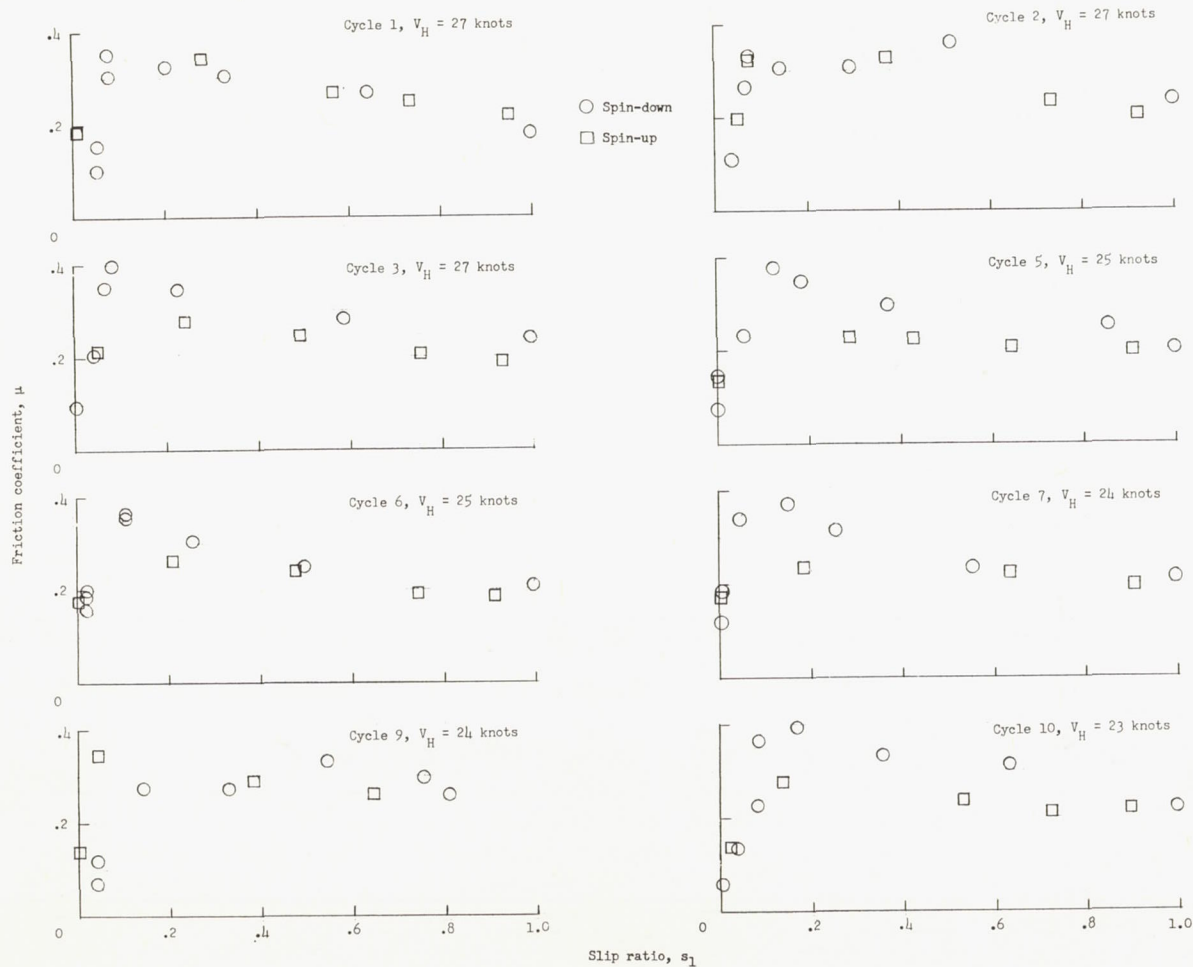 Cycle 1, V_H = 27 knots
Cycle 2, V_H = 27 knots
.4
.2
0
○ Spin-down
□ Spin-up
Cycle 3, V_H = 27 knots
Cycle 5, V_H = 25 knots
.4
.2
0
Friction coefficient, μ
Cycle 6, V_H = 25 knots
Cycle 7, V_H = 24 knots
.4
.2
0
Cycle 9, V_H = 24 knots
Cycle 10, V_H = 23 knots
.4
.2
0 .2 .4 .6 .8 1.0
0 .2 .4 .6 .8 1.0
Slip ratio, s_1